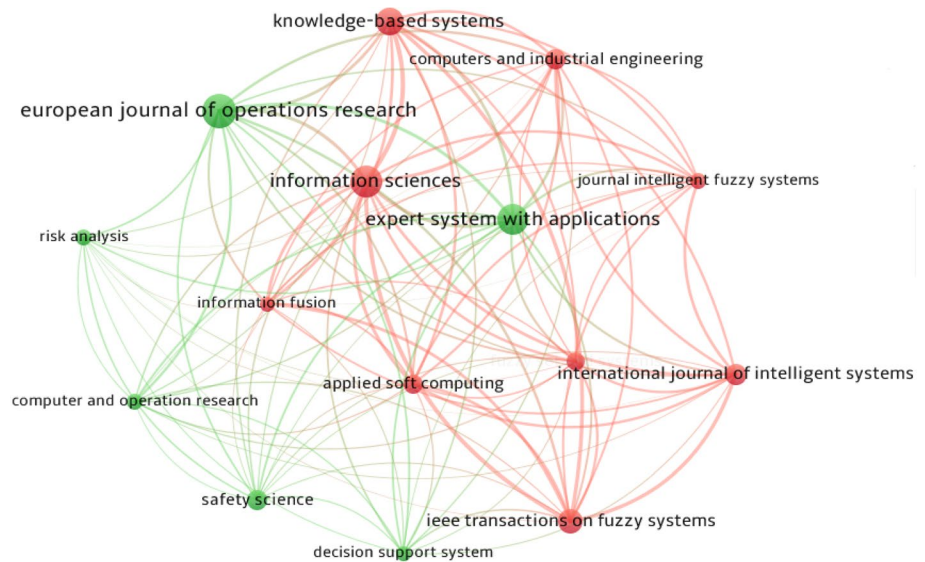 knowledge-based systems
computers and industrial engineering
european journal of operations research
information sciences
journal intelligent fuzzy systems
expert system with applications
risk analysis
information fusion
applied soft computing
international journal of intelligent systems
computer and operation research
safety science
ieee transactions on fuzzy systems
decision support system